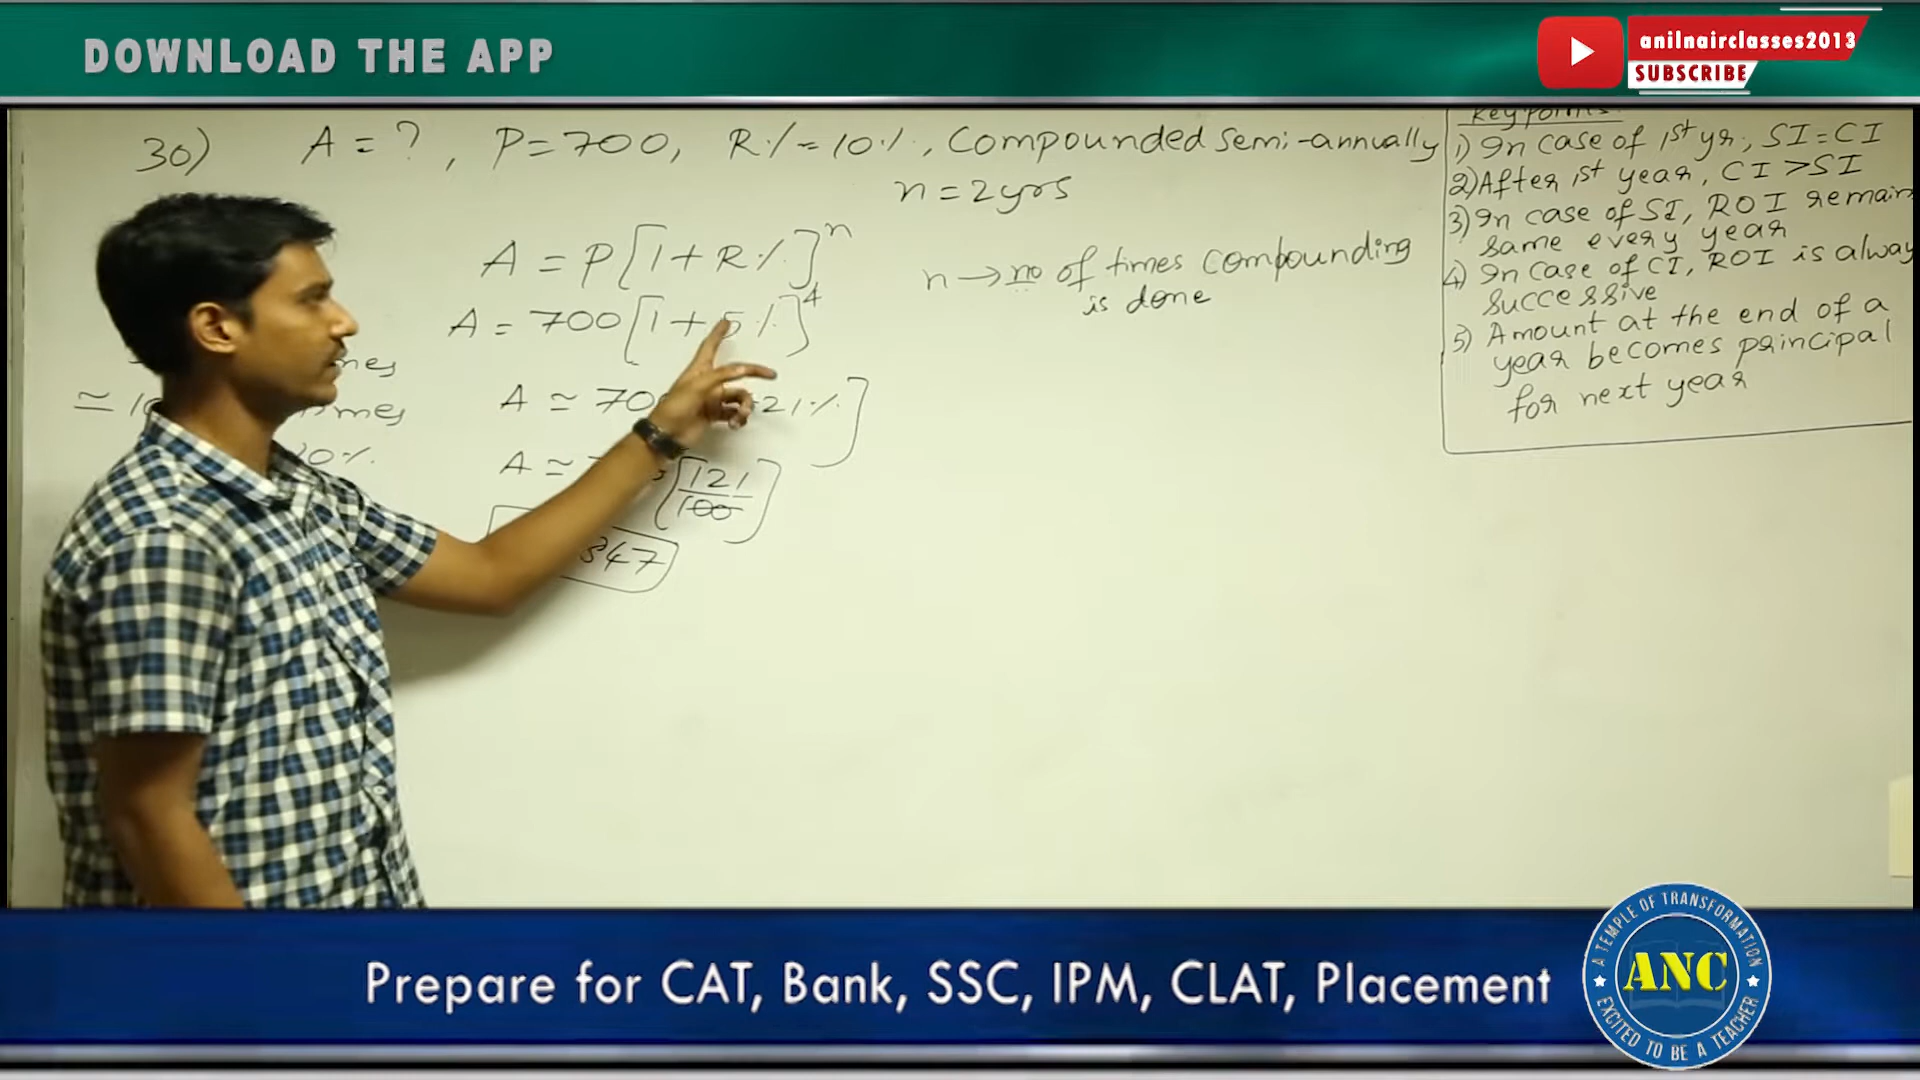 DOWNLOAD THE APP
anilnairclasses2013
SUBSCRIBE
30) A = ? , P = 700, R% = 10%, Compounded semi-annually
n = 2yrs
A = P[1 + R%]^n
n → no of times compounding
is done
A = 700[1 + 5%]^4
A ≃ 70 21%]
A ≃ [121/100]
847
≃
Key points
1) In case of 1st yr, SI = CI
2) After 1st year, CI > SI
3) In case of SI, ROI remain
same every year
4) In case of CI, ROI is alway
successive
5) Amount at the end of a
year becomes principal
for next year
Prepare for CAT, Bank, SSC, IPM, CLAT, Placement
A TEMPLE OF TRANSFORMATION
ANC
EXCITED TO BE A TEACHER